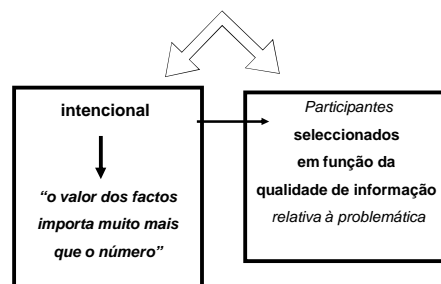 intencional
“o valor dos factos
importa muito mais
que o número”
Participantes
seleccionados
em função da
qualidade de informação
relativa à problemática